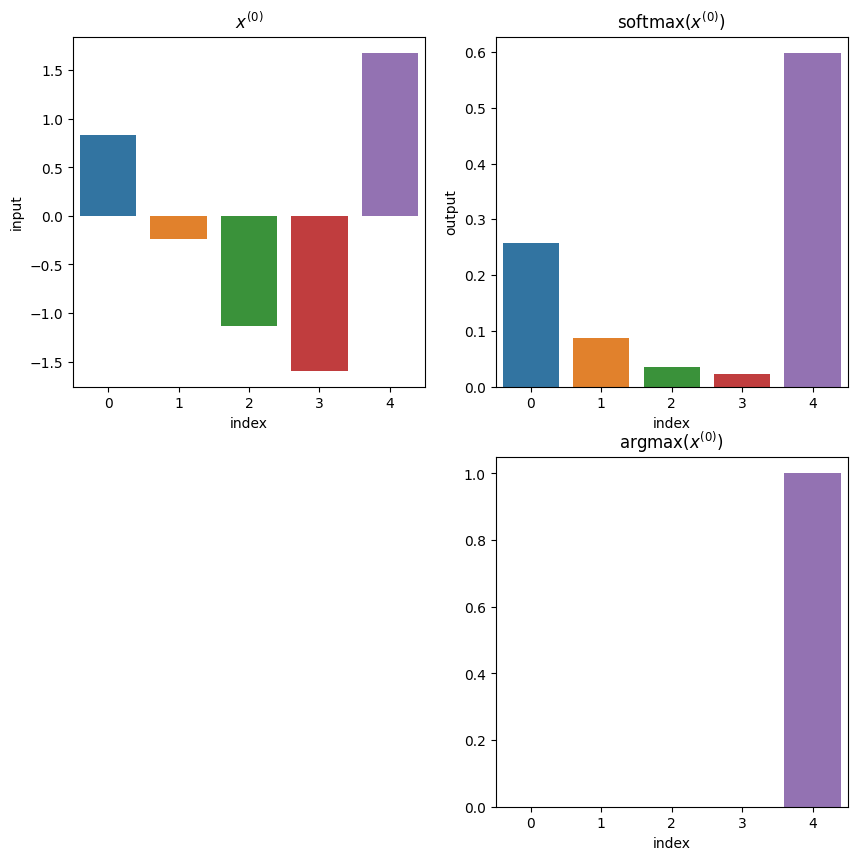 x^(0)
1.5
1.0
0.5
0.0
−0.5
−1.0
−1.5
input
0 1 2 3 4
index
softmax(x^(0))
0.6
0.5
0.4
0.3
0.2
0.1
0.0
output
0 1 2 3 4
index
argmax(x^(0))
1.0
0.8
0.6
0.4
0.2
0.0
0 1 2 3 4
index